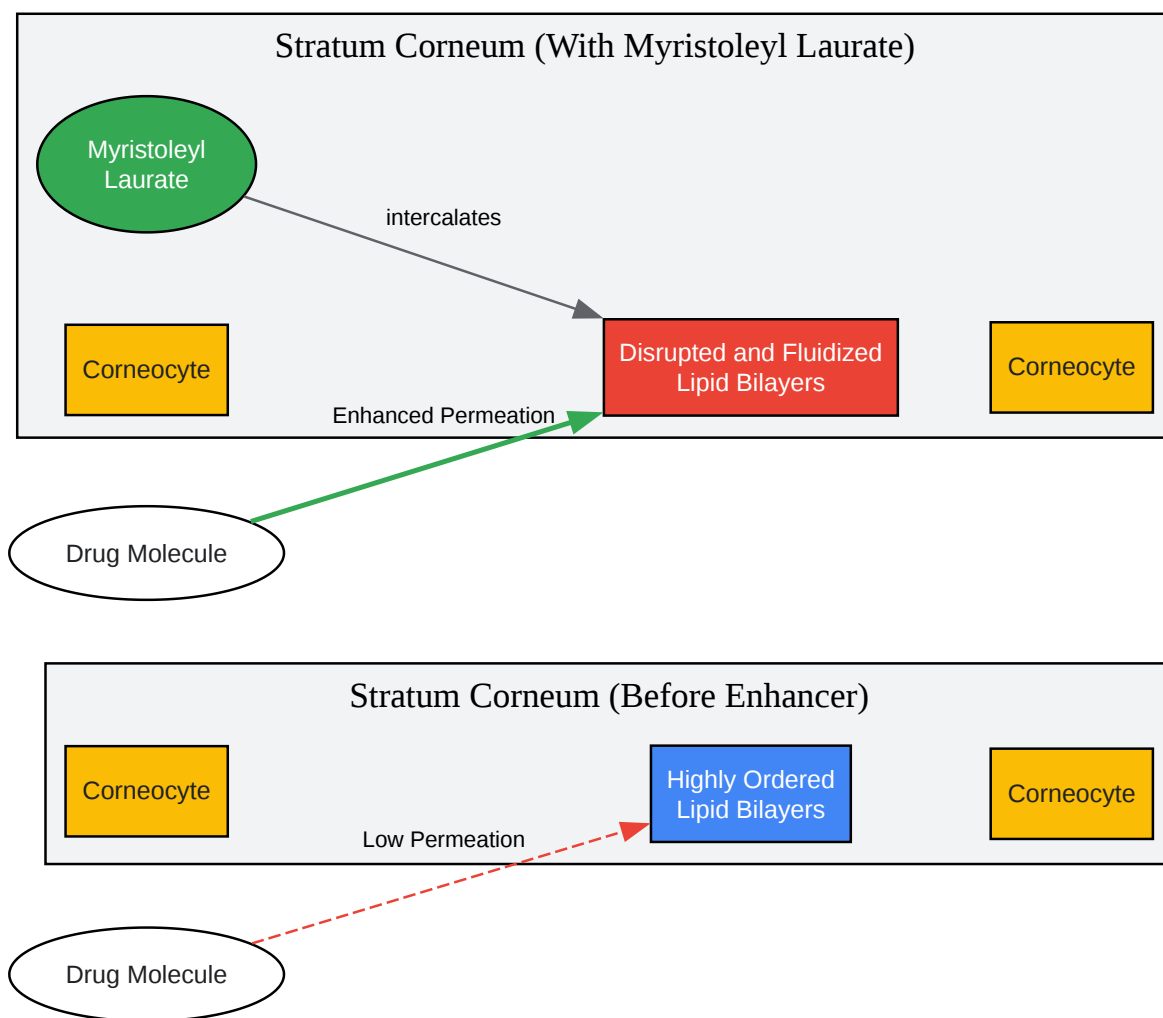 Stratum Corneum (With Myristoleyl Laurate)
Myristoleyl
Laurate
intercalates
Corneocyte
Disrupted and Fluidized
Lipid Bilayers
Corneocyte
Enhanced Permeation
Drug Molecule
Stratum Corneum (Before Enhancer)
Corneocyte
Highly Ordered
Lipid Bilayers
Corneocyte
Low Permeation
Drug Molecule